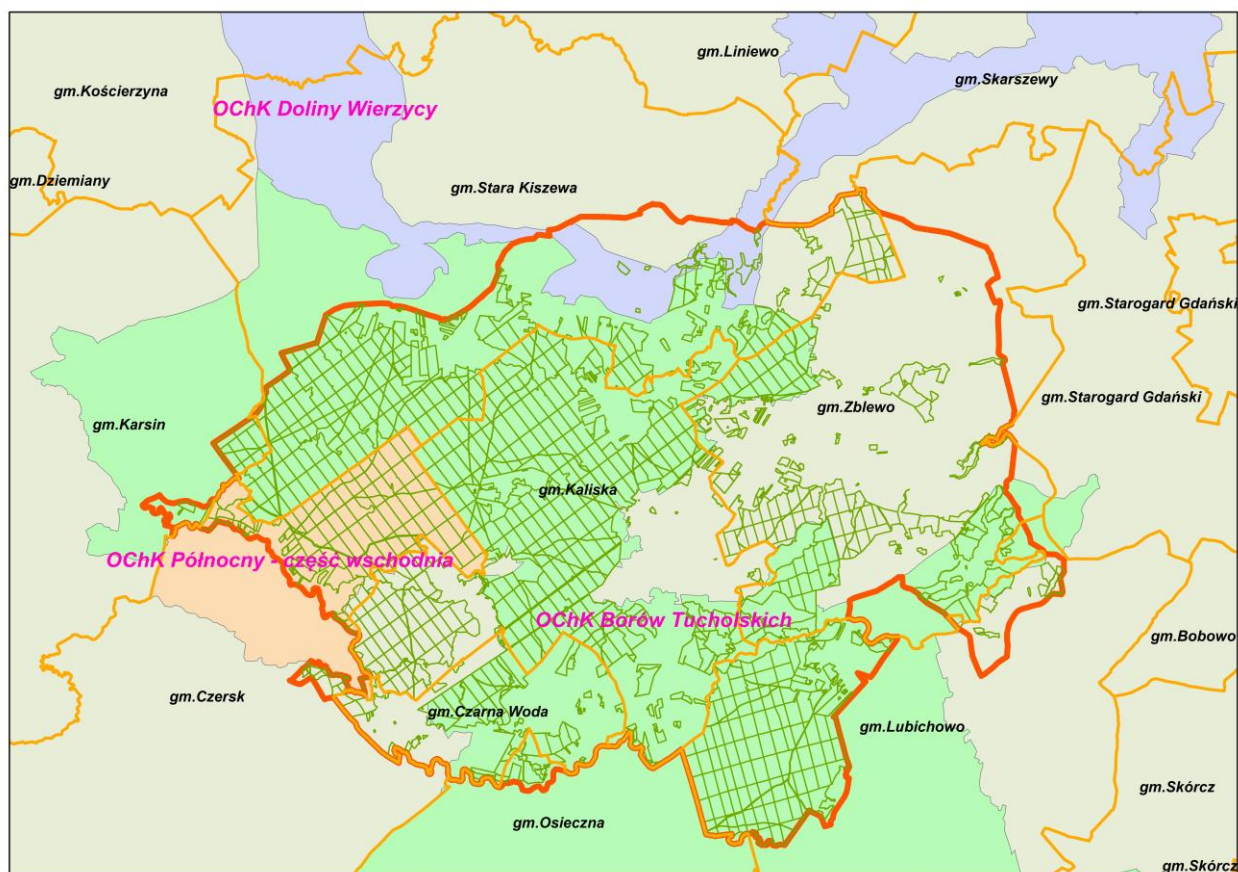 gm.Liniewo
gm.Skarszewy
gm.Kościerzyna
OChK Doliny Wierzycy
gm.Dziemiany
gm.Stara Kiszewa
gm.Starogard Gdański
gm.Starogard Gdański
gm.Zblewo
gm.Karsin
gm.Kaliska
OChK Północny - część wschodnia
OChK Borów Tucholskich
gm.Bobowo
gm.Czersk
gm.Czarna Woda
gm.Lubichowo
gm.Skórcz
gm.Osieczna
gm.Skórcz